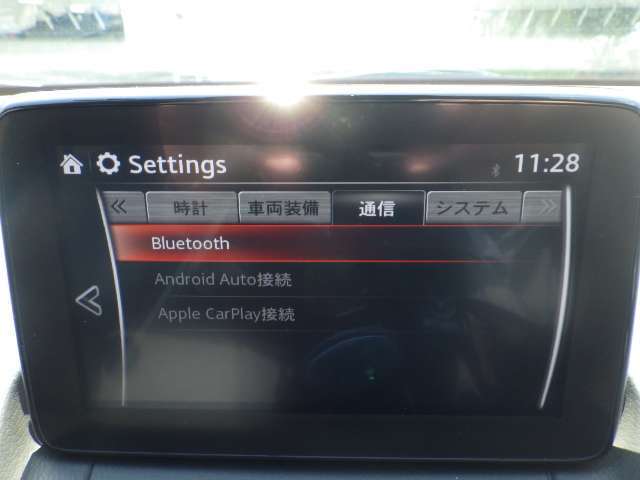 Settings 11:28
時計 車両装備 通信 システム
Bluetooth
Android Auto接続
Apple CarPlay接続